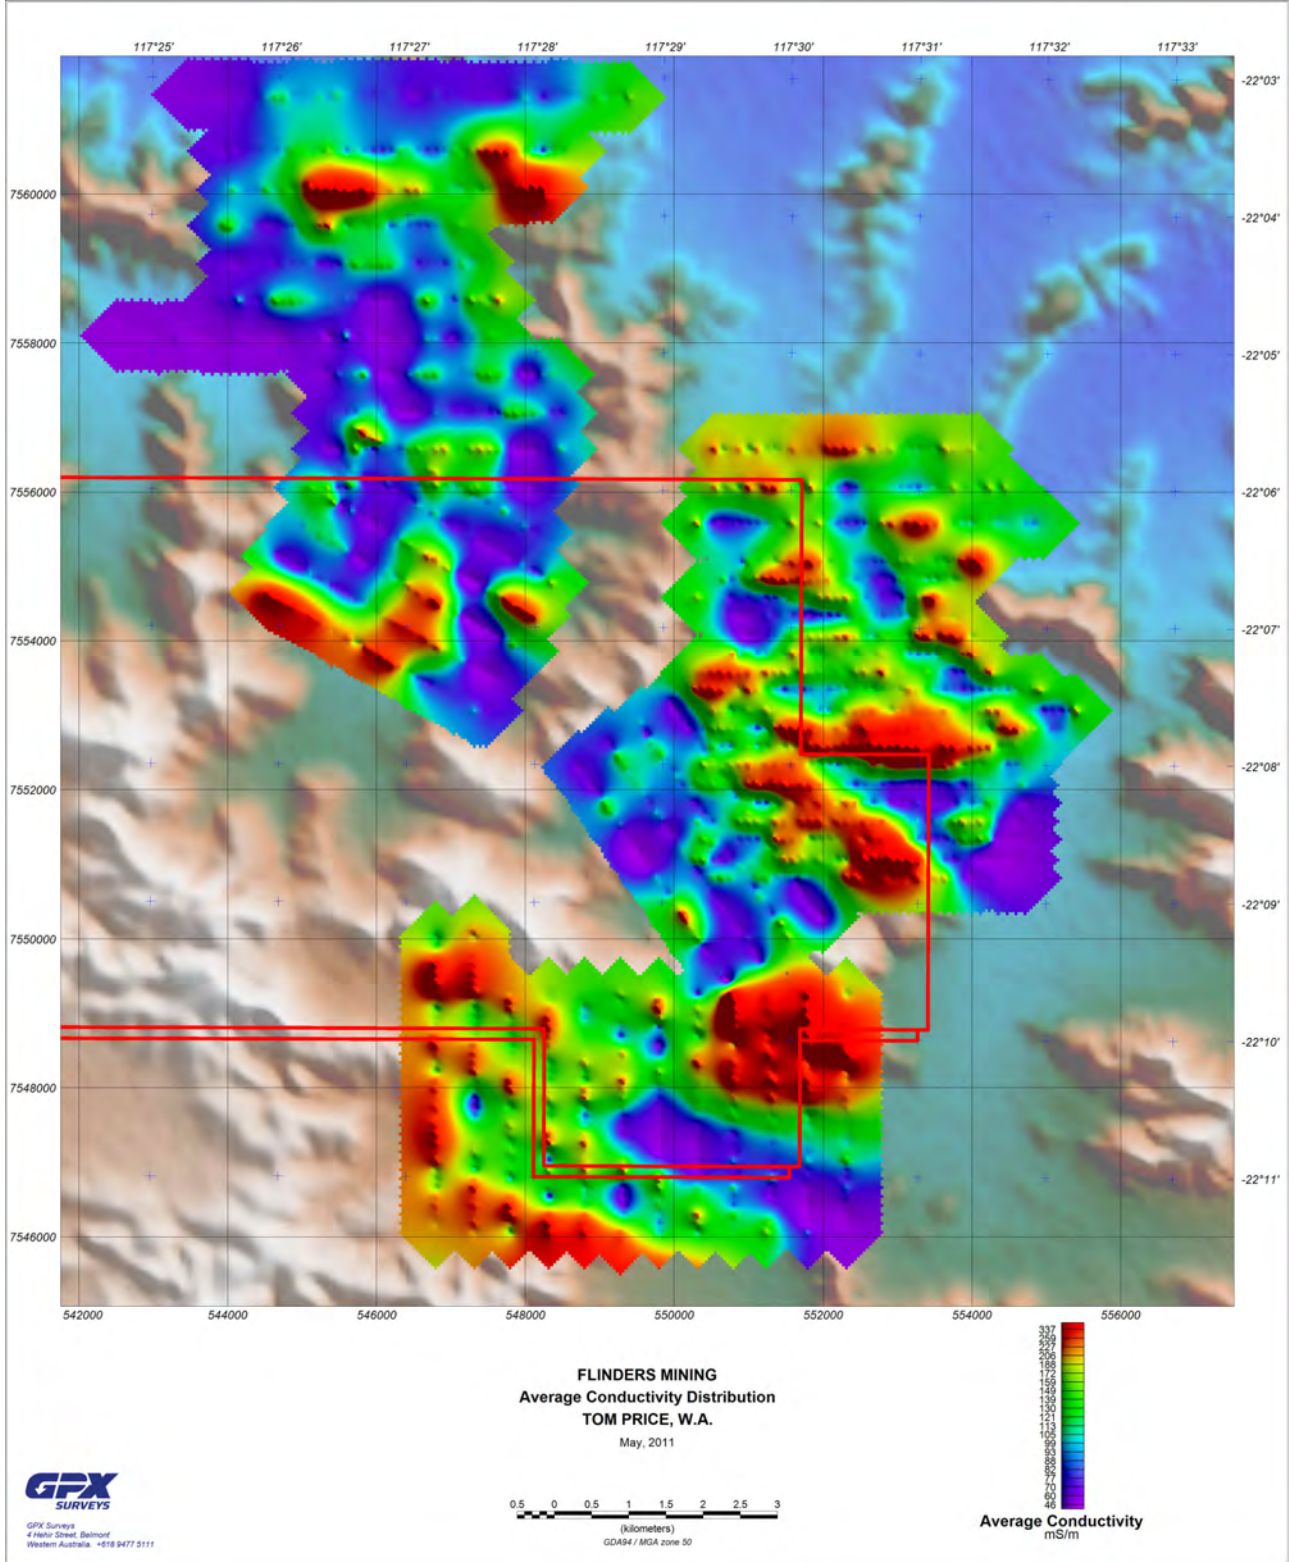 117°25' 117°26' 117°27' 117°28' 117°29' 117°30' 117°31' 117°32' 117°33'
-22°03'
7560000
-22°04'
7558000
-22°05'
7556000
-22°06'
7554000
-22°07'
7552000
-22°08'
-22°09'
7550000
-22°10'
7548000
-22°11'
7546000
542000 544000 546000 548000 550000 552000 554000 556000
FLINDERS MINING
Average Conductivity Distribution
TOM PRICE, W.A.
May, 2011
337
259
227
206
188
172
159
149
139
130
121
113
105
99
93
88
82
77
70
60
46
Average Conductivity
mS/m
0.5 0 0.5 1 1.5 2 2.5 3
(kilometers)
GDA94 / MGA zone 50
GPX
SURVEYS
GPX Surveys
4 Hehir Street, Belmont
Western Australia. +618 9477 5111